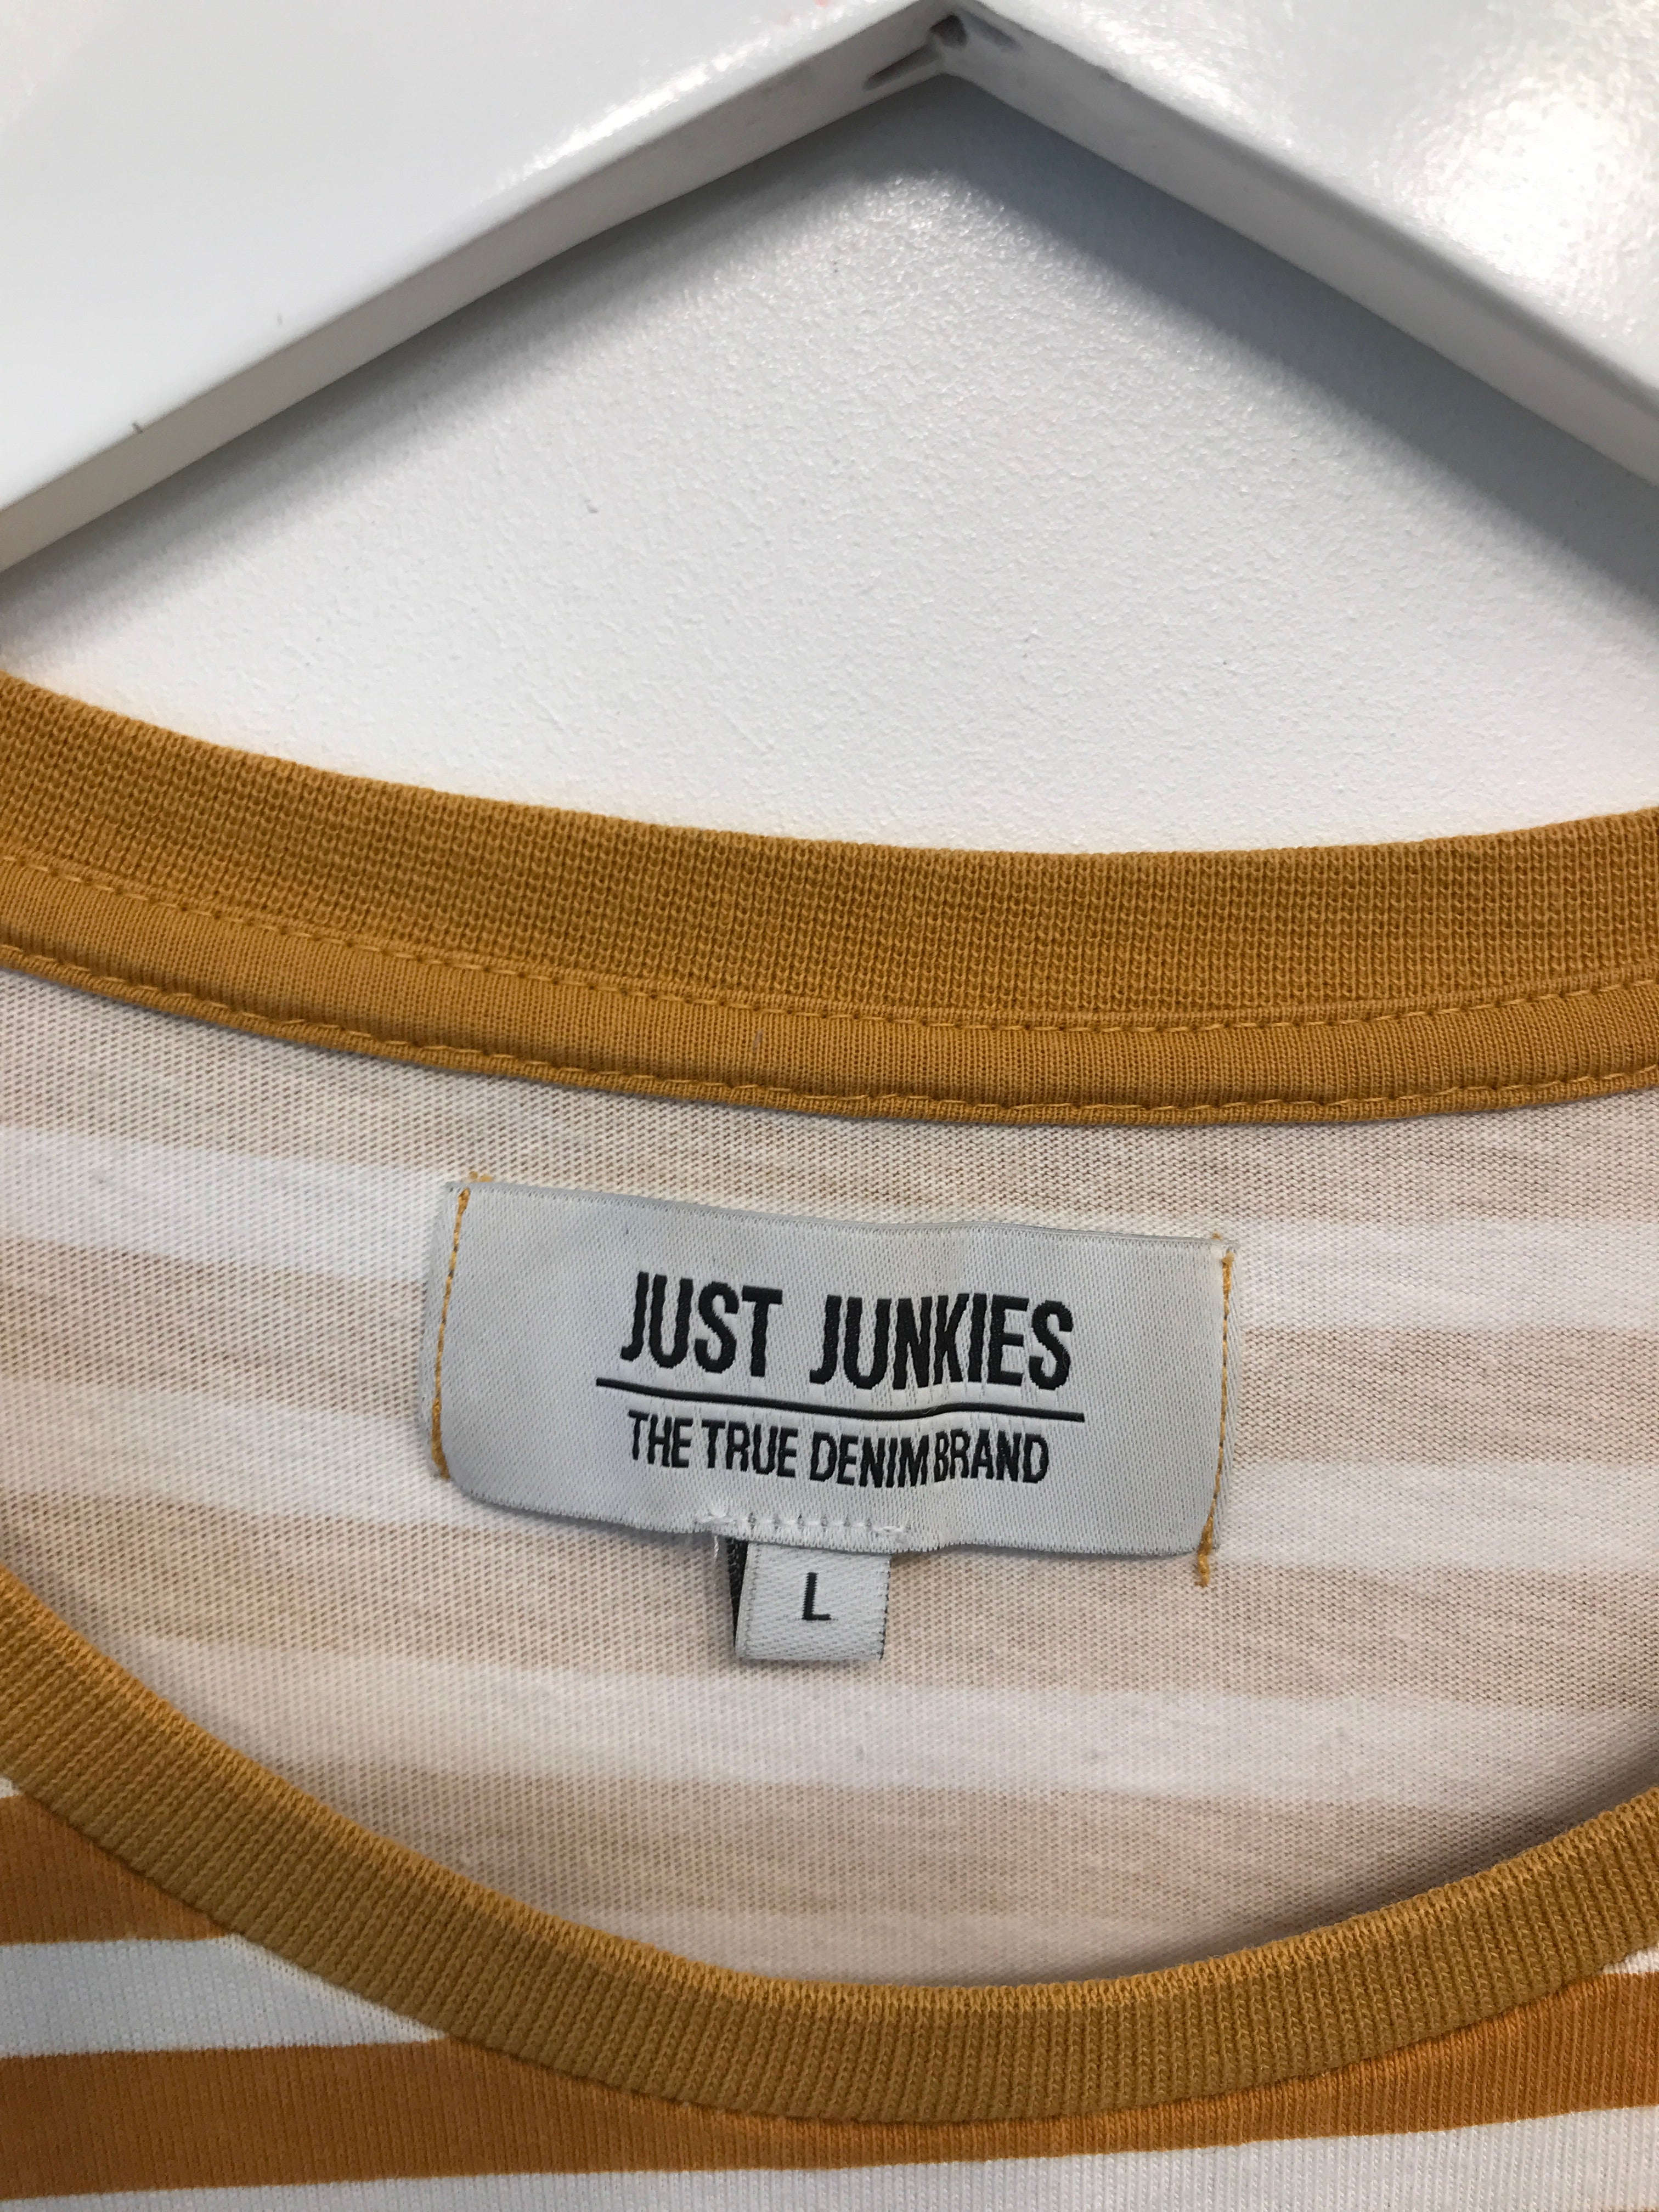 JUST JUNKIES
THE TRUE DENIM BRAND
L